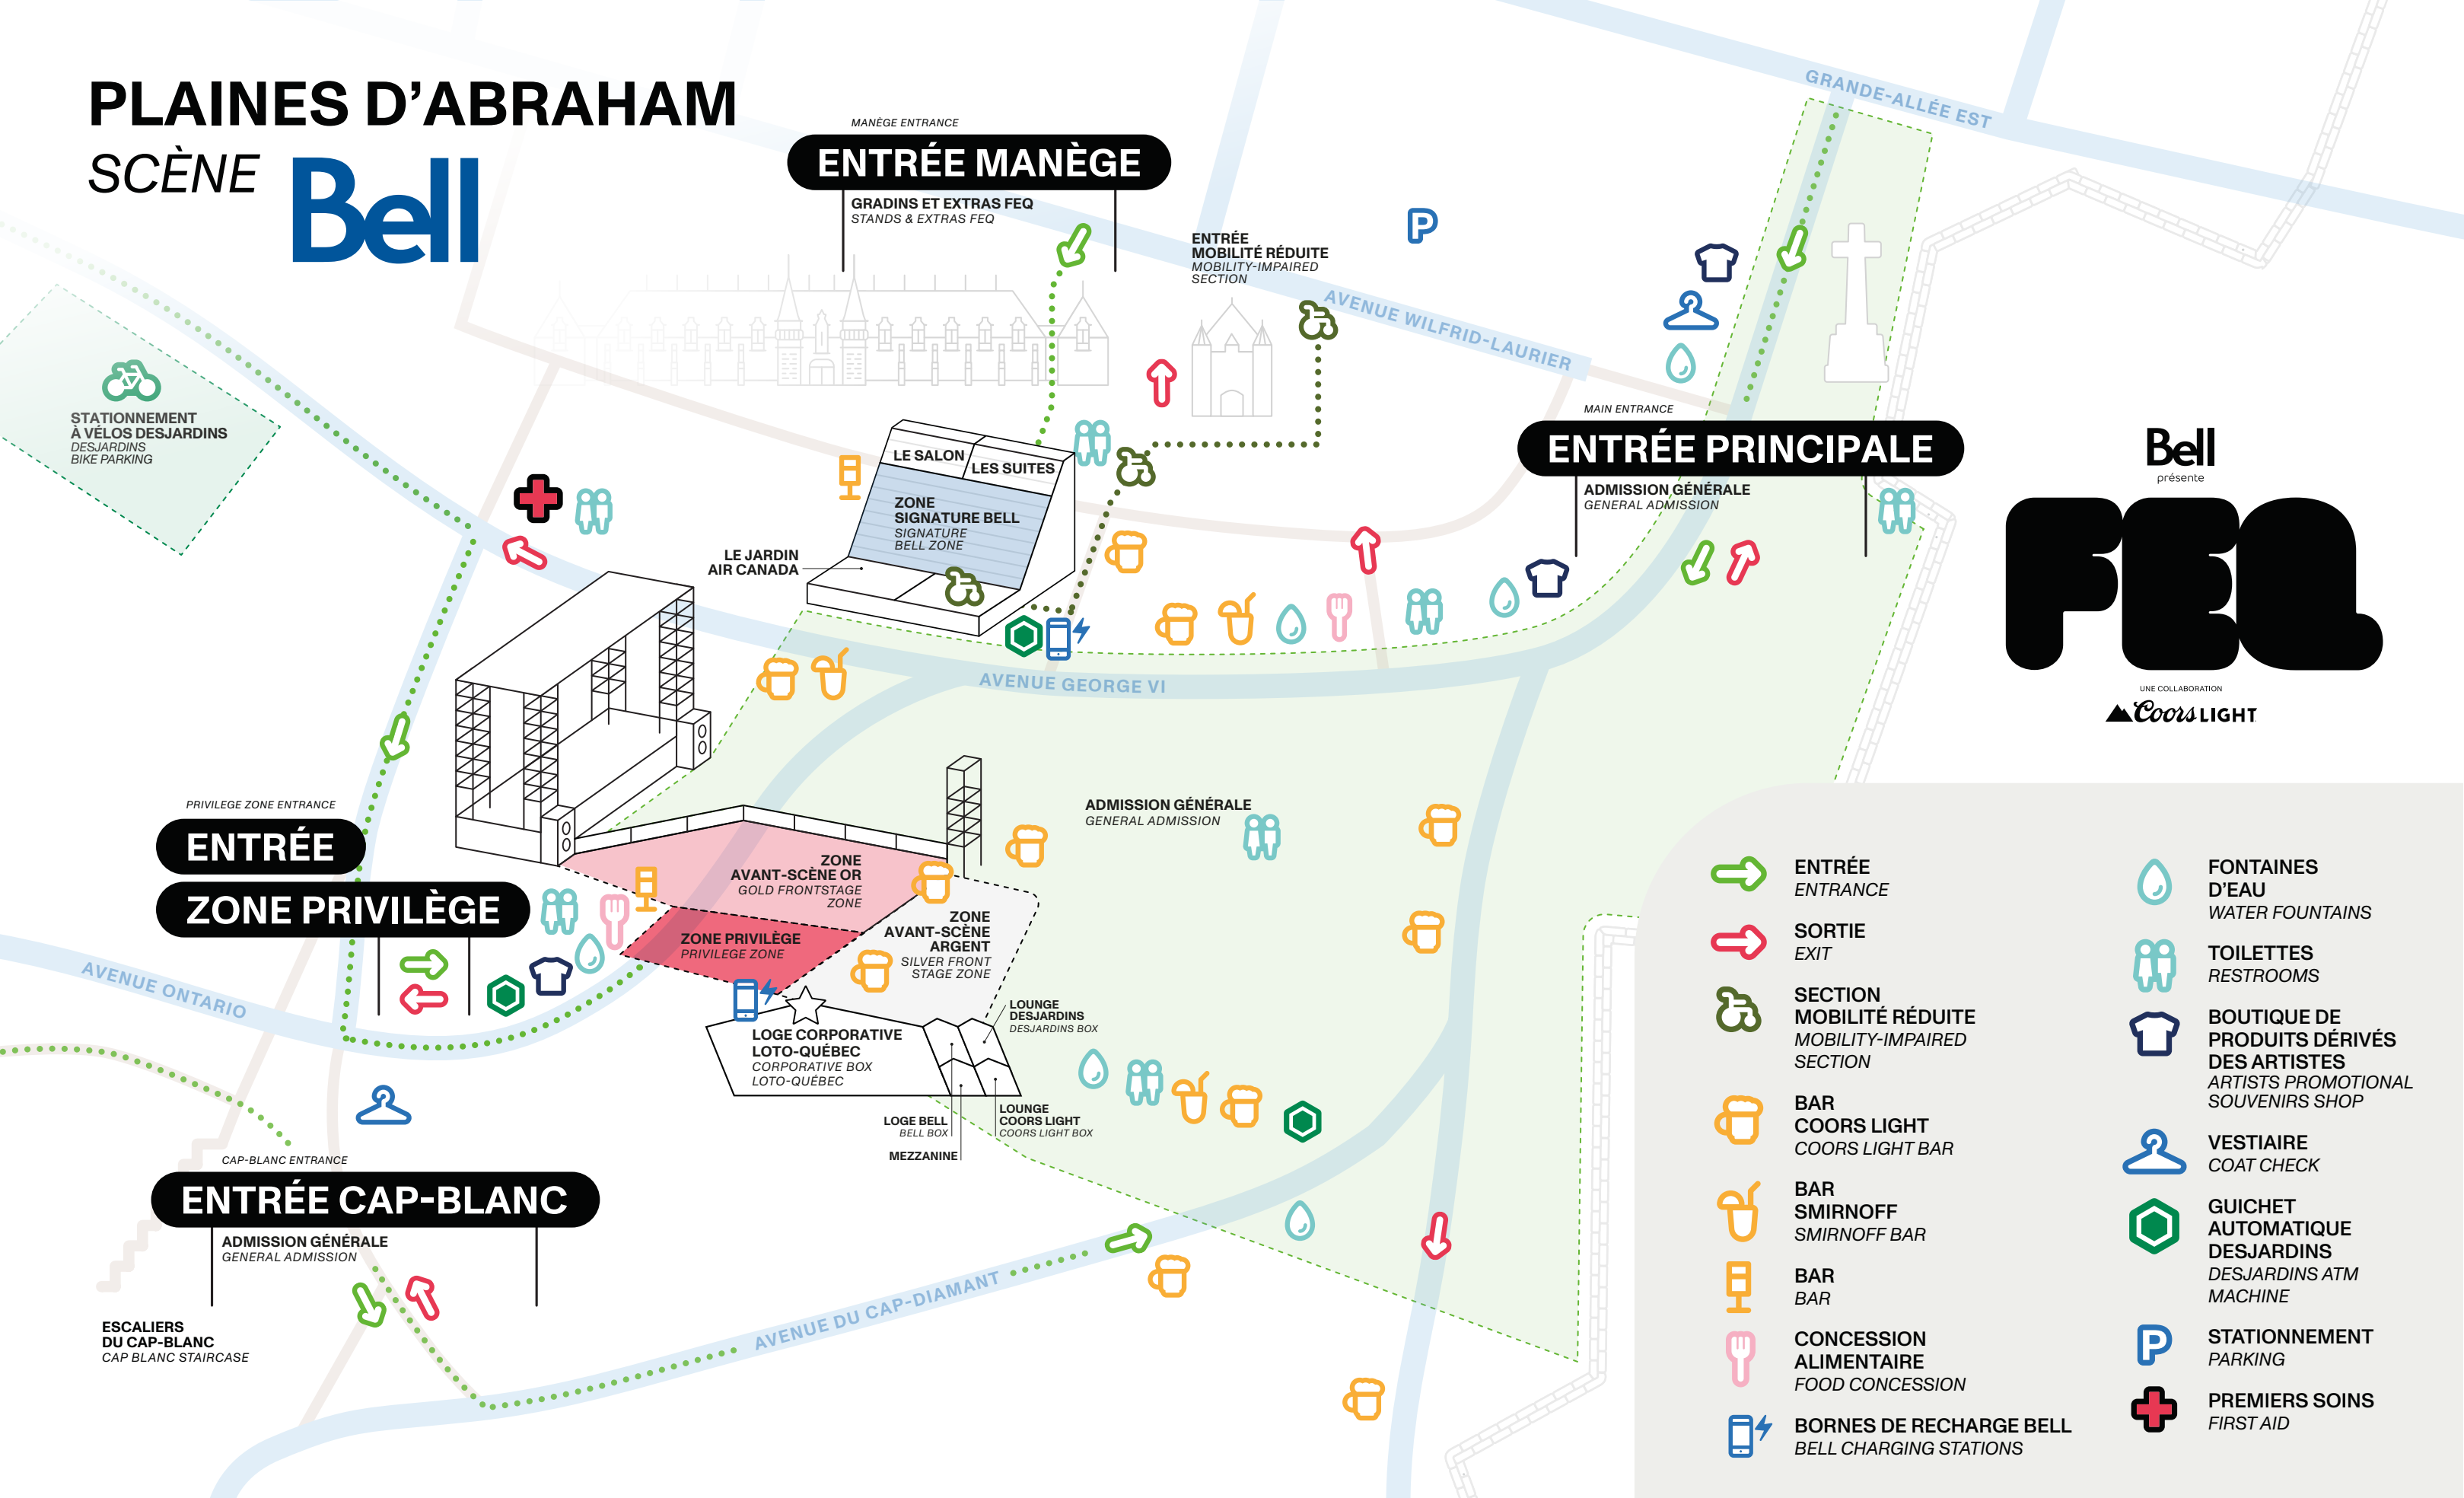 PLAINES D'ABRAHAM
SCÈNE Bell
MANÈGE ENTRANCE
ENTRÉE MANÈGE
GRADINS ET EXTRAS FEQ
STANDS & EXTRAS FEQ
ENTRÉE
MOBILITÉ RÉDUITE
MOBILITY-IMPAIRED
SECTION
P
GRANDE-ALLÉE EST
AVENUE WILFRID-LAURIER
STATIONNEMENT
À VÉLOS DESJARDINS
DESJARDINS
BIKE PARKING
MAIN ENTRANCE
ENTRÉE PRINCIPALE
ADMISSION GÉNÉRALE
GENERAL ADMISSION
LE SALON
LES SUITES
ZONE
SIGNATURE BELL
SIGNATURE
BELL ZONE
LE JARDIN
AIR CANADA
AVENUE GEORGE VI
Bell
présente
FEQ
UNE COLLABORATION
Coors LIGHT
PRIVILEGE ZONE ENTRANCE
ENTRÉE
ZONE PRIVILÈGE
ADMISSION GÉNÉRALE
GENERAL ADMISSION
ZONE
AVANT-SCÈNE OR
GOLD FRONTSTAGE
ZONE
ZONE PRIVILÈGE
PRIVILEGE ZONE
ZONE
AVANT-SCÈNE
ARGENT
SILVER FRONT
STAGE ZONE
AVENUE ONTARIO
LOUNGE
DESJARDINS
DESJARDINS BOX
LOGE CORPORATIVE
LOTO-QUÉBEC
CORPORATIVE BOX
LOTO-QUÉBEC
LOGE BELL
BELL BOX
LOUNGE
COORS LIGHT
COORS LIGHT BOX
MEZZANINE
CAP-BLANC ENTRANCE
ENTRÉE CAP-BLANC
ADMISSION GÉNÉRALE
GENERAL ADMISSION
ESCALIERS
DU CAP-BLANC
CAP BLANC STAIRCASE
AVENUE DU CAP-DIAMANT
ENTRÉE
ENTRANCE
SORTIE
EXIT
SECTION
MOBILITÉ RÉDUITE
MOBILITY-IMPAIRED
SECTION
BAR
COORS LIGHT
COORS LIGHT BAR
BAR
SMIRNOFF
SMIRNOFF BAR
BAR
BAR
CONCESSION
ALIMENTAIRE
FOOD CONCESSION
BORNES DE RECHARGE BELL
BELL CHARGING STATIONS
FONTAINES
D'EAU
WATER FOUNTAINS
TOILETTES
RESTROOMS
BOUTIQUE DE
PRODUITS DÉRIVÉS
DES ARTISTES
ARTISTS PROMOTIONAL
SOUVENIRS SHOP
VESTIAIRE
COAT CHECK
GUICHET
AUTOMATIQUE
DESJARDINS
DESJARDINS ATM
MACHINE
P
STATIONNEMENT
PARKING
PREMIERS SOINS
FIRST AID